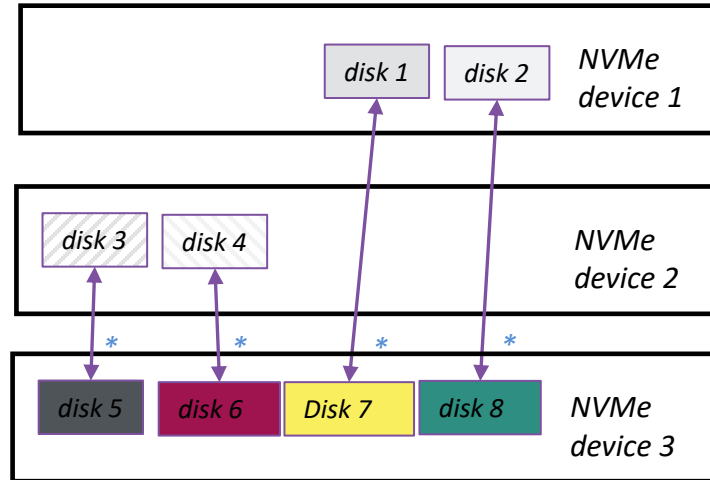 disk 1
disk 2
NVMe
device 1
disk 3
disk 4
NVMe
device 2
*
*
*
*
disk 5
disk 6
Disk 7
disk 8
NVMe
device 3